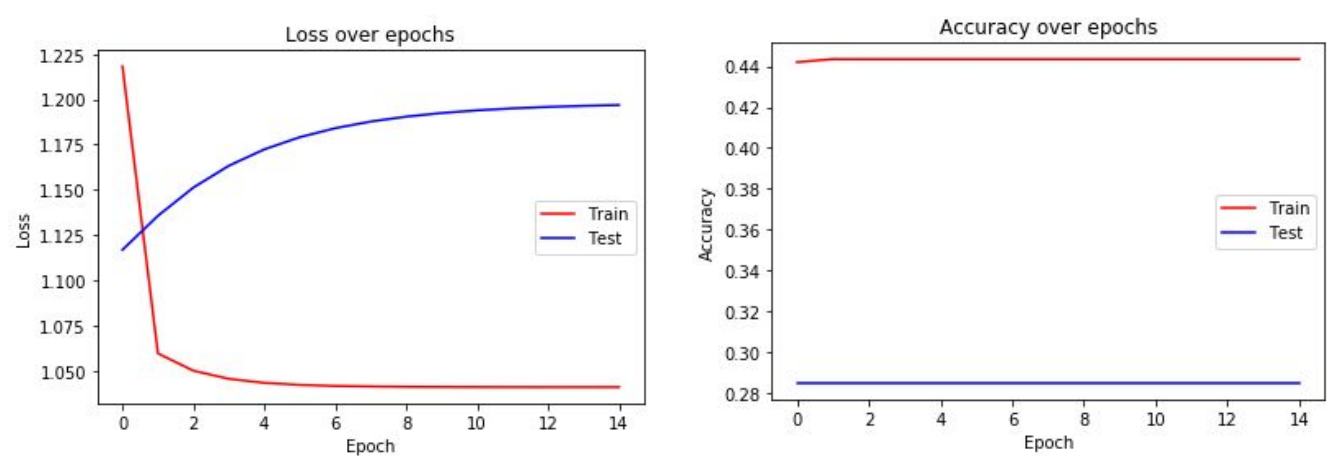 Loss over epochs
1.225
1.200
1.175
1.150
1.125
1.100
1.075
1.050
Loss
Train
Test
0 2 4 6 8 10 12 14
Epoch
Accuracy over epochs
0.44
0.42
0.40
0.38
0.36
0.34
0.32
0.30
0.28
Accuracy
Train
Test
0 2 4 6 8 10 12 14
Epoch